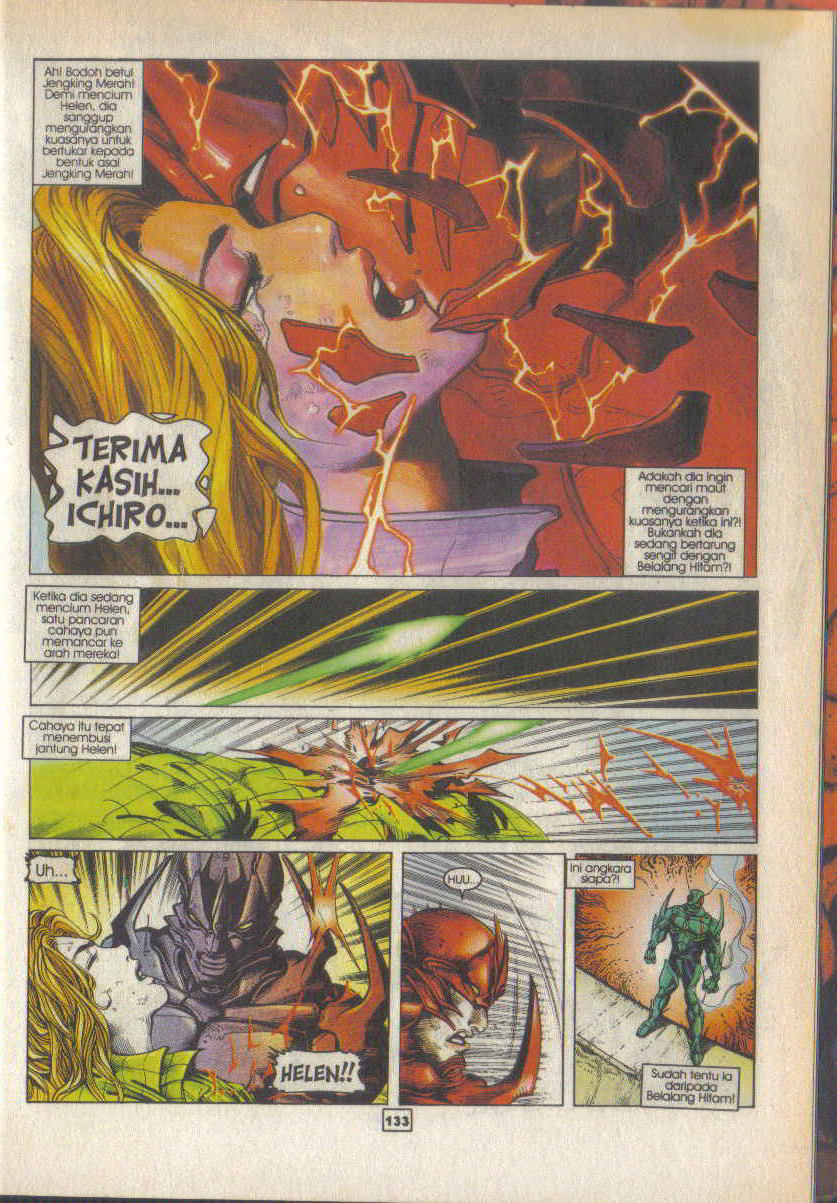 Ah! Bodoh betul
Jengking Merah!
Demi mencium
Helen, dia
sanggup
mengurangkan
kuasanya untuk
bertukar kepada
bentuk asal
Jengking Merah!
TERIMA
KASIH...
ICHIRO...
Adakah dia ingin
mencari maut
dengan
mengurangkan
kuasanya ketika ini?!
Bukankah dia
sedang bertarung
sengit dengan
Belalang Hitam?!
Ketika dia sedang
mencium Helen,
satu pancaran
cahaya pun
memancar ke
arah mereka!
Cahaya itu tepat
menembusi
jantung Helen!
Uh...
HELEN!!
HUU...
Ini angkara
siapa?!
Sudah tentu ia
daripada
Belalang Hitam!
133